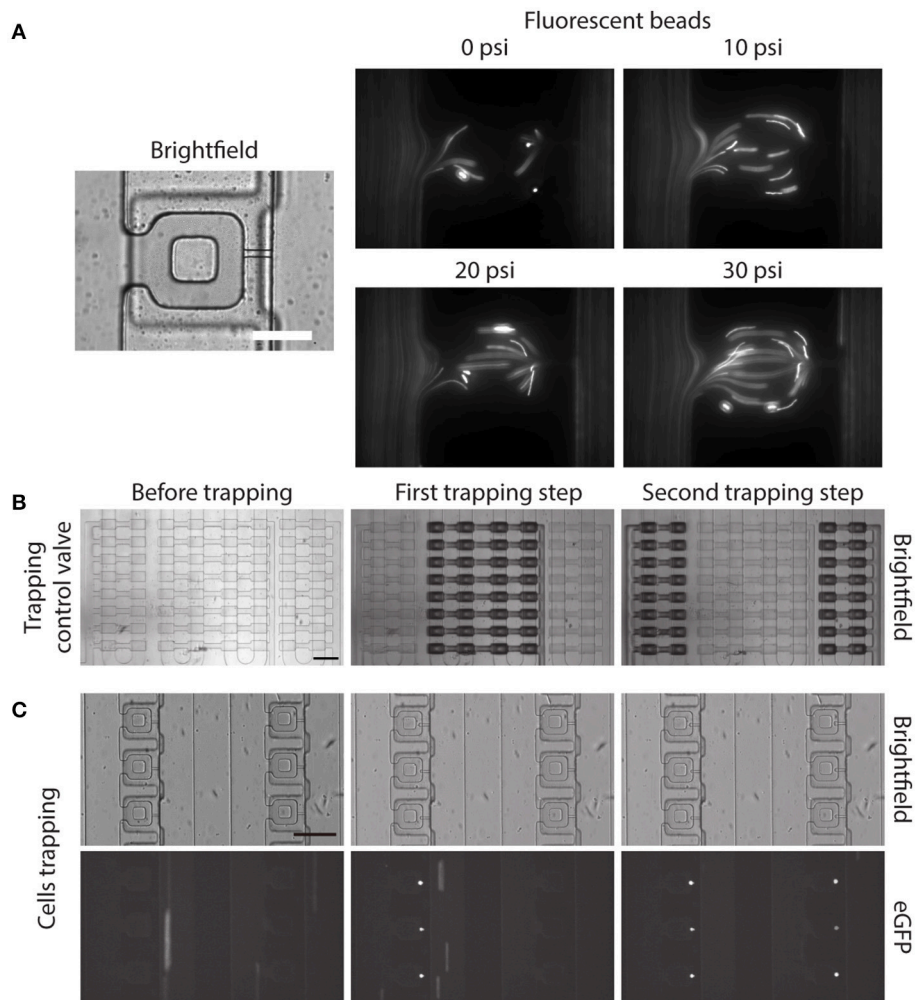 A
Fluorescent beads
0 psi
10 psi
Brightfield
20 psi
30 psi
B
Before trapping
First trapping step
Second trapping step
Trapping
control valve
Brightfield
C
Cells trapping
Brightfield
eGFP